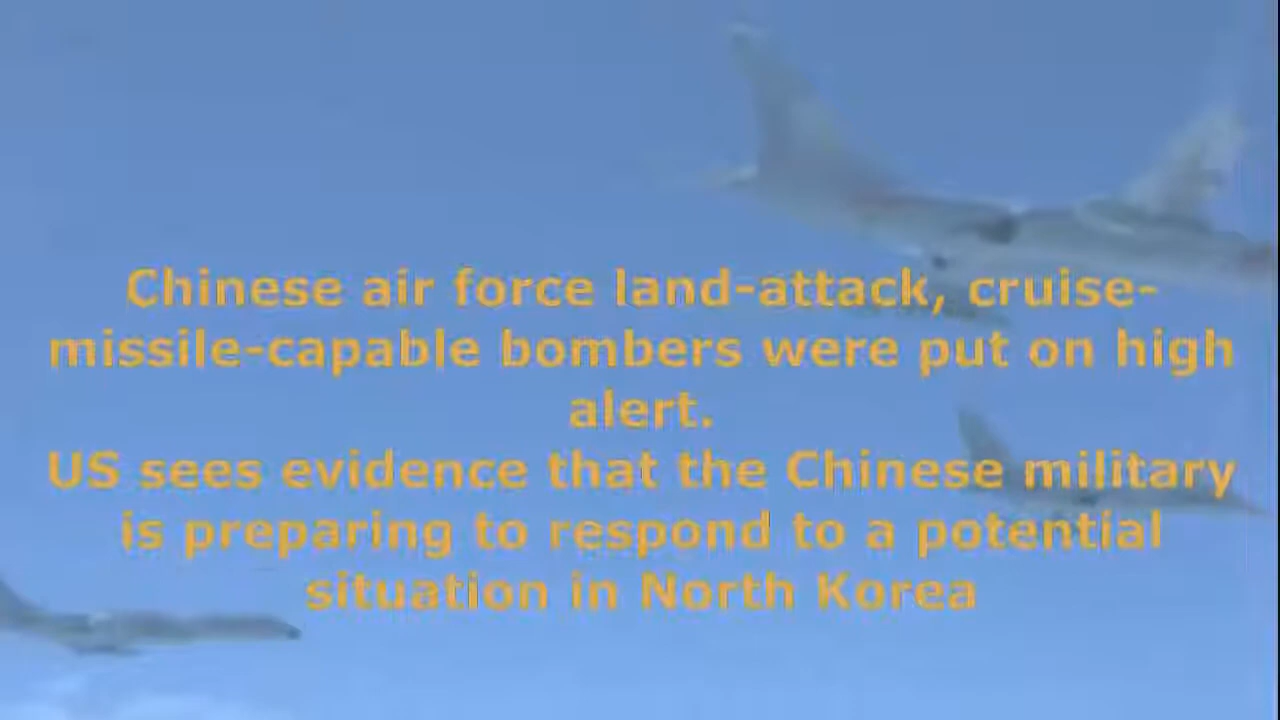 Chinese air force land-attack, cruise-
missile-capable bombers were put on high
alert.
US sees evidence that the Chinese military
is preparing to respond to a potential
situation in North Korea